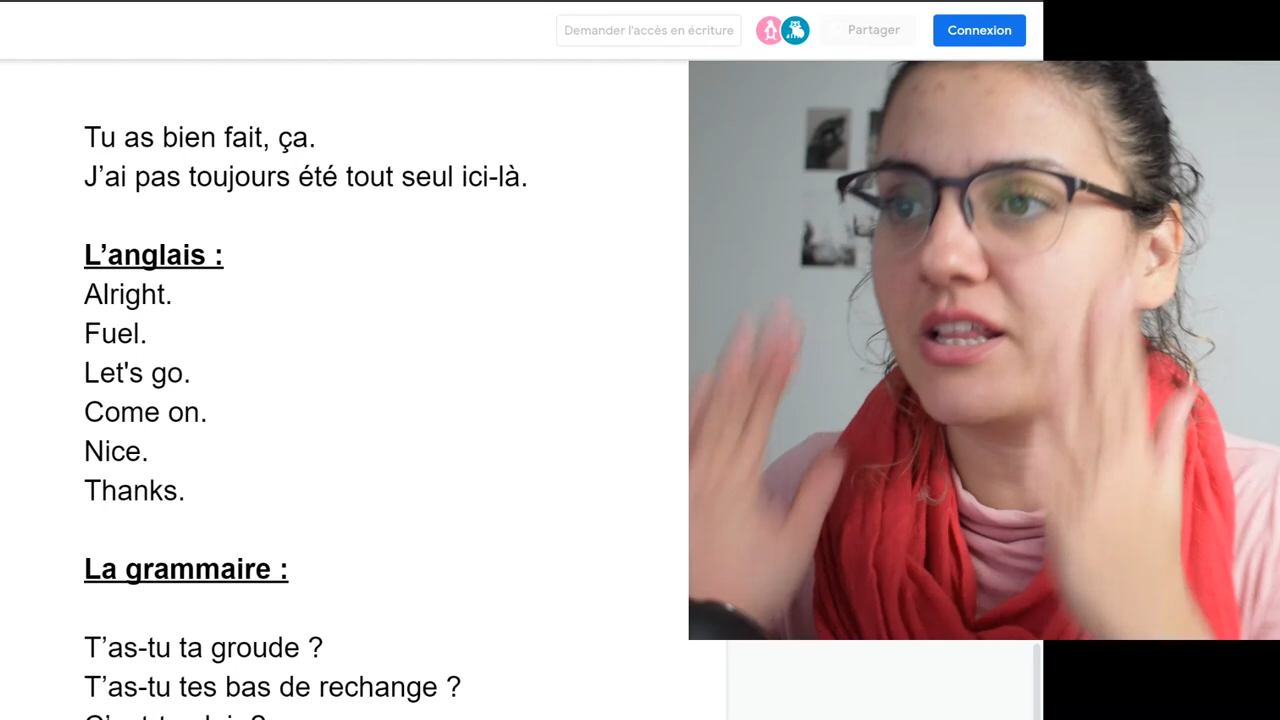 Demander l'accès en écriture
Partager
Connexion
Tu as bien fait, ça.
J’ai pas toujours été tout seul ici-là.
L’anglais :
Alright.
Fuel.
Let's go.
Come on.
Nice.
Thanks.
La grammaire :
T’as-tu ta groude ?
T’as-tu tes bas de rechange ?